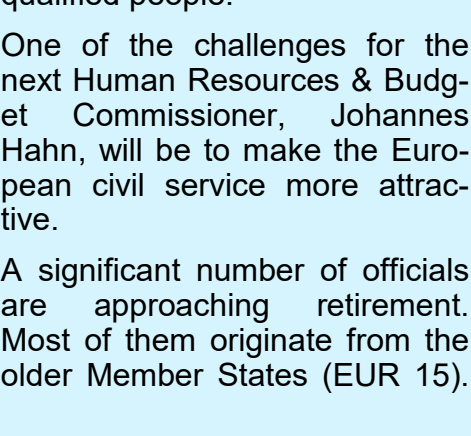 qualified people.
One of the challenges for the
next Human Resources & Budg-
et Commissioner, Johannes
Hahn, will be to make the Euro-
pean civil service more attrac-
tive.
A significant number of officials
are approaching retirement.
Most of them originate from the
older Member States (EUR 15).